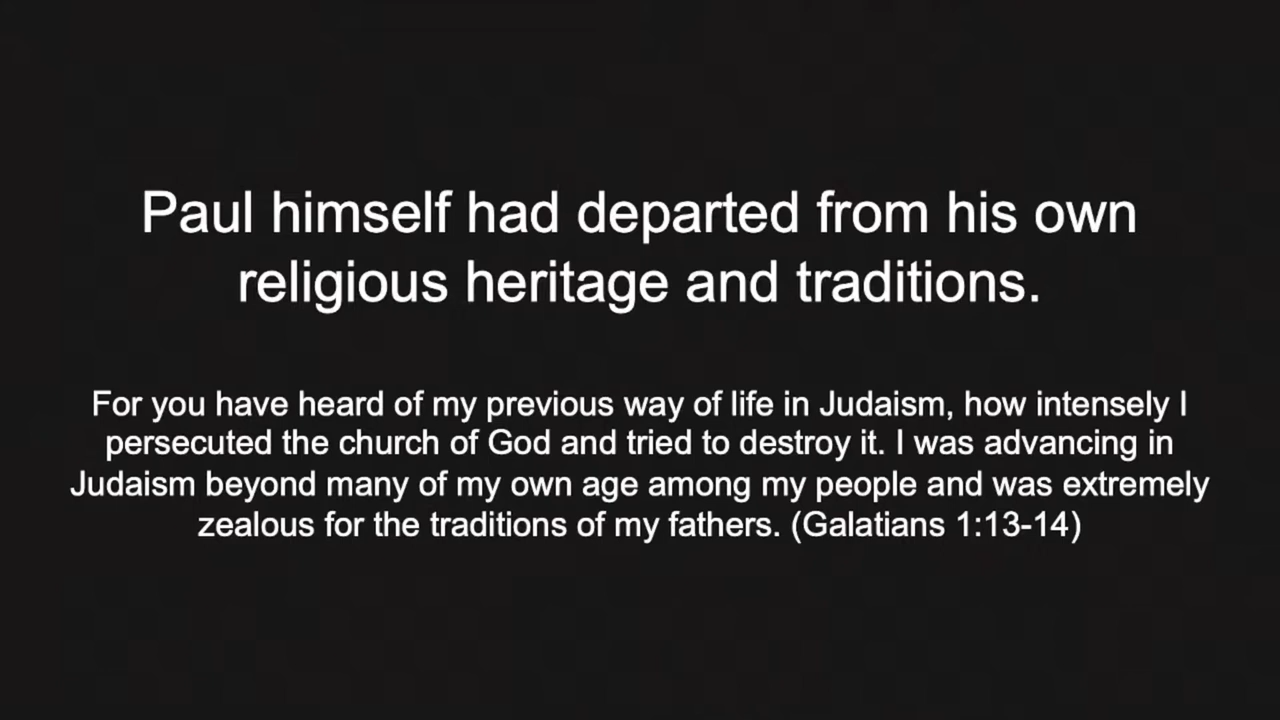 Paul himself had departed from his own
religious heritage and traditions.
For you have heard of my previous way of life in Judaism, how intensely I
persecuted the church of God and tried to destroy it. I was advancing in
Judaism beyond many of my own age among my people and was extremely
zealous for the traditions of my fathers. (Galatians 1:13-14)